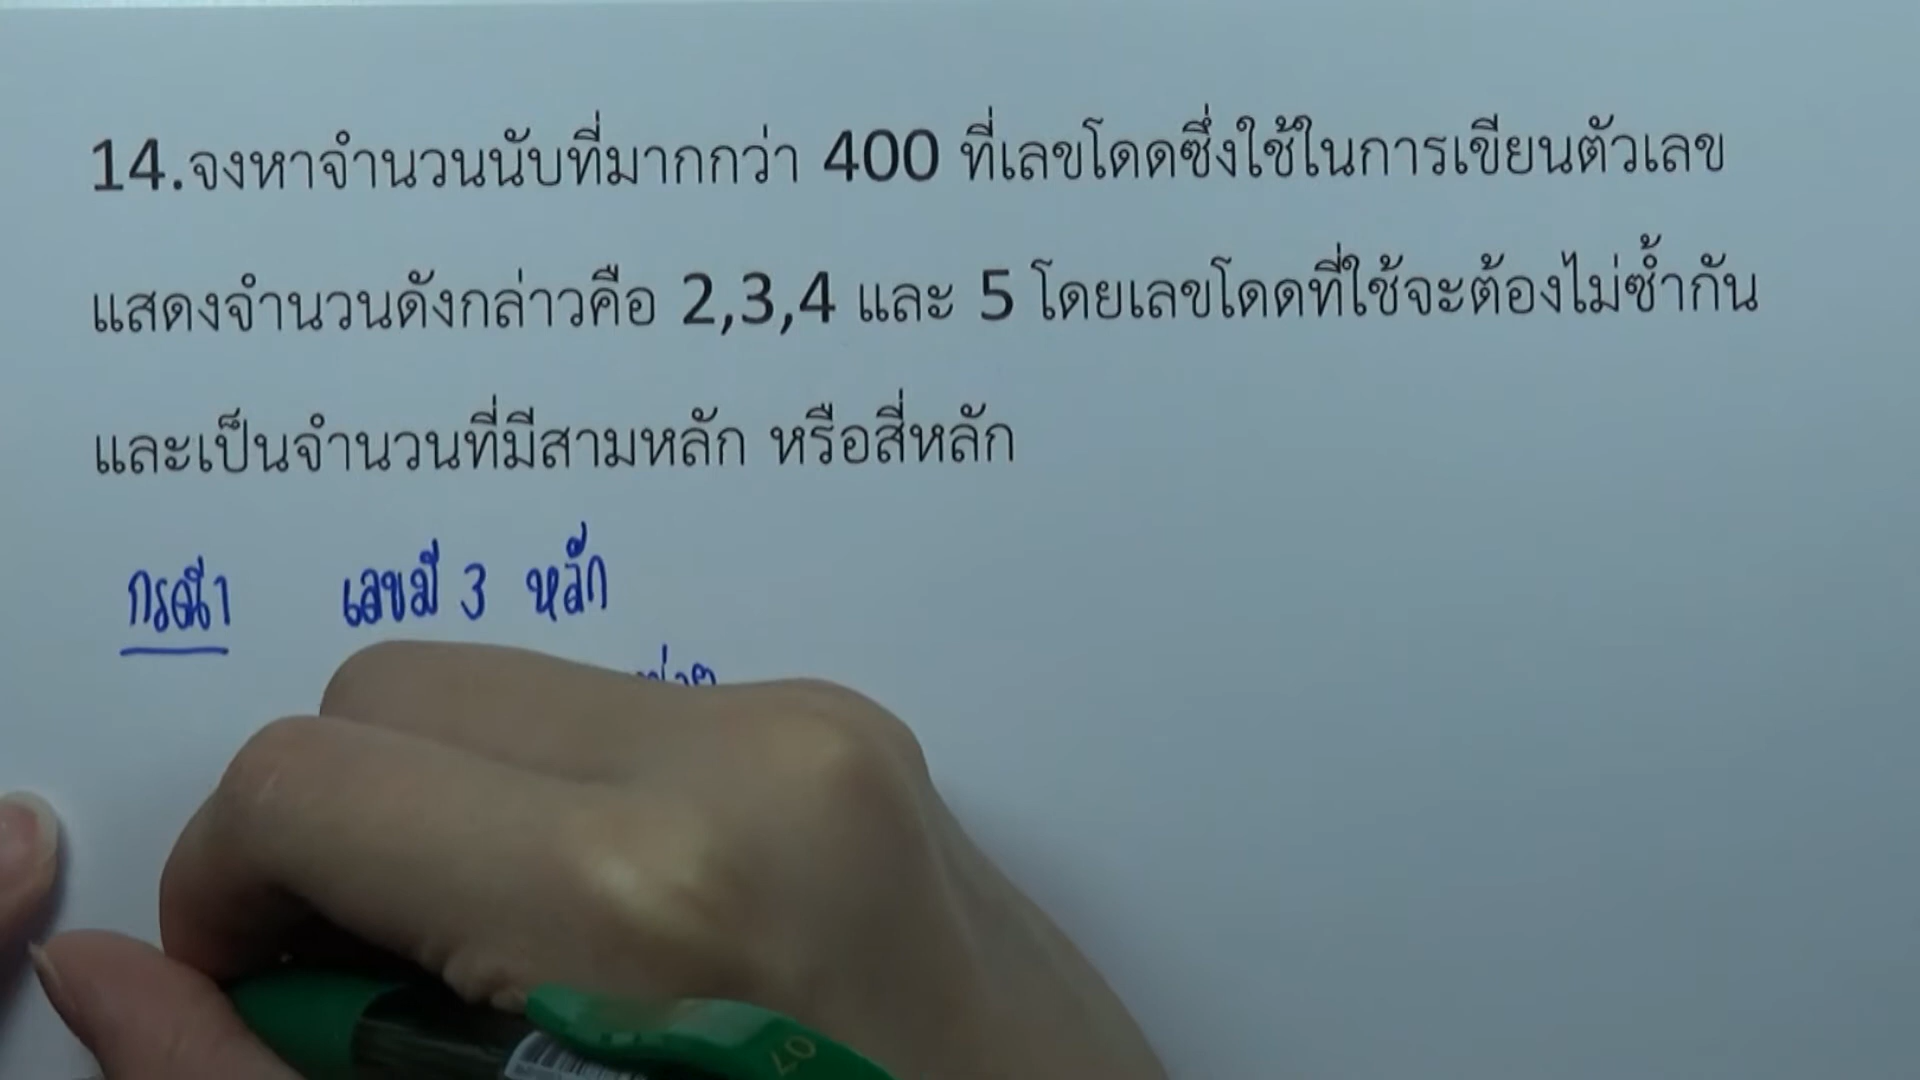 14.จงหาจำนวนนับที่มากกว่า 400 ที่เลขโดดซึ่งใช้ในการเขียนตัวเลข
แสดงจำนวนดังกล่าวคือ 2,3,4 และ 5 โดยเลขโดดที่ใช้จะต้องไม่ซ้ำกัน
และเป็นจำนวนที่มีสามหลัก หรือสี่หลัก
กรณี 1 เลขมี 3 หลัก
07